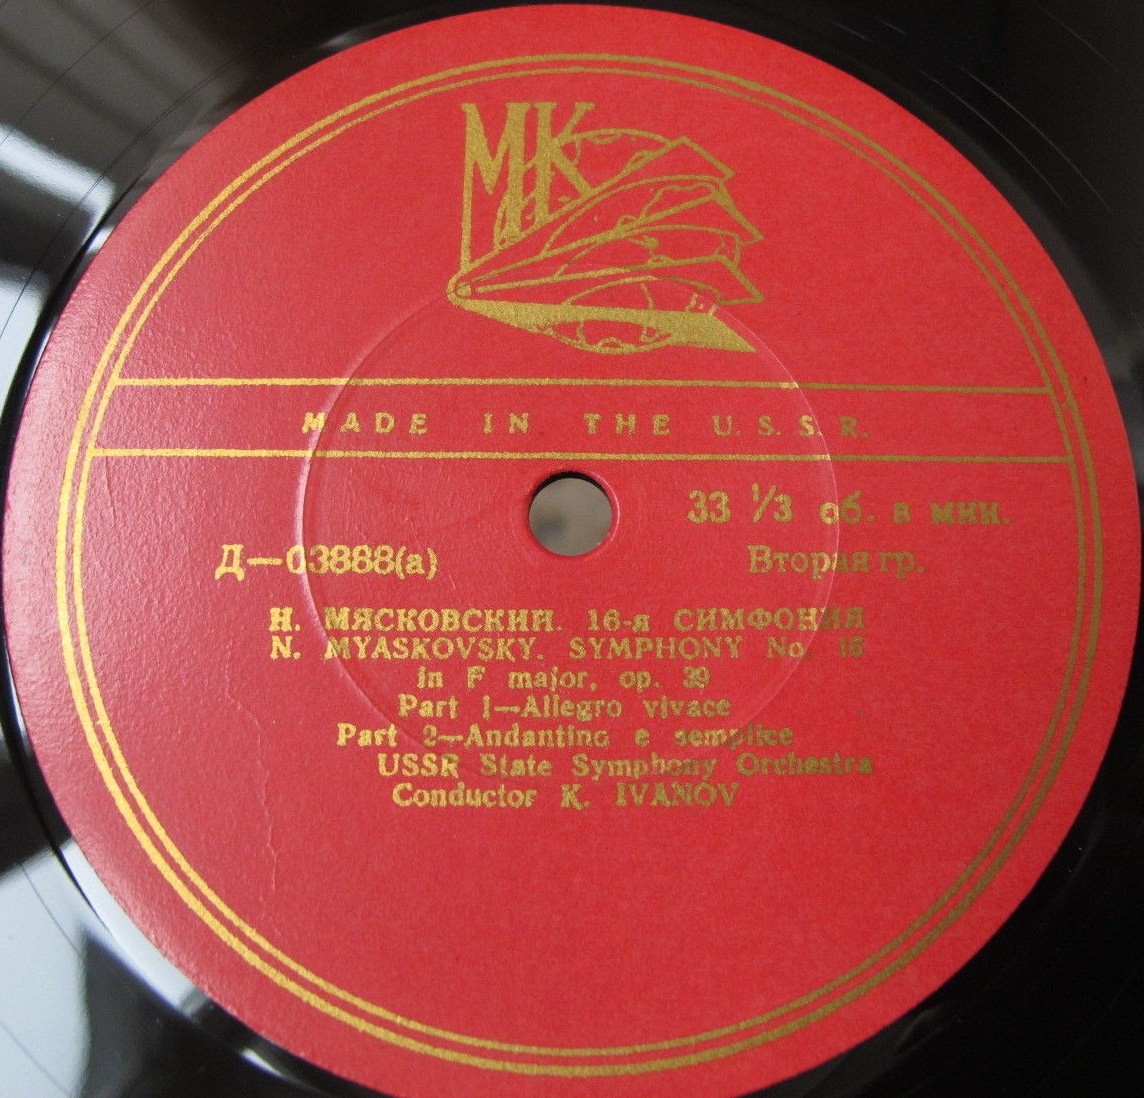 МК
MADE IN THE U.S.S.R.
33 1/3 об. в мин.
Д—03888(а) Вторая гр.
Н. МЯСКОВСКИЙ. 16-я СИМФОНИЯ
N. MYASKOVSKY. SYMPHONY No. 16
in F major, op. 39
Part 1—Allegro vivace
Part 2—Andantino e semplice
USSR State Symphony Orchestra
Conductor K. IVANOV